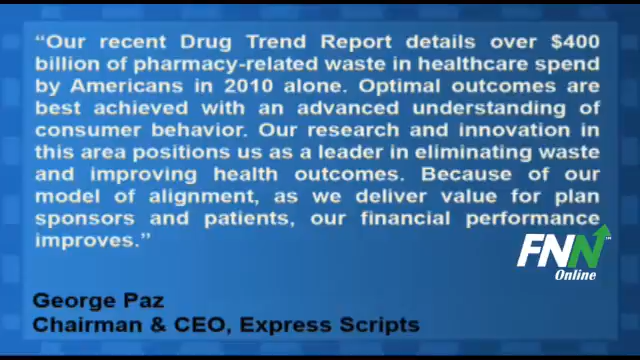 “Our recent Drug Trend Report details over $400
billion of pharmacy-related waste in healthcare spend
by Americans in 2010 alone. Optimal outcomes are
best achieved with an advanced understanding of
consumer behavior. Our research and innovation in
this area positions us as a leader in eliminating waste
and improving health outcomes. Because of our
model of alignment, as we deliver value for plan
sponsors and patients, our financial performance
improves.”
FNN
Online
George Paz
Chairman & CEO, Express Scripts